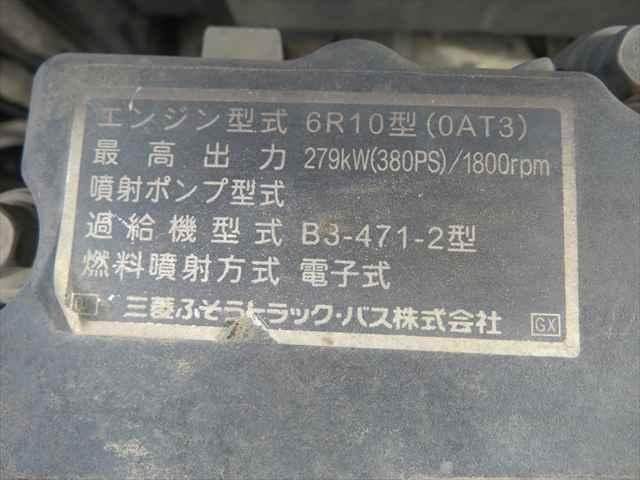 エンジン型式 6R10型(0AT3)
最高出力 279kW(380PS)/1800rpm
噴射ポンプ型式
過給機型式 B3-471-2型
燃料噴射方式 電子式
三菱ふそうトラック・バス株式会社 GX